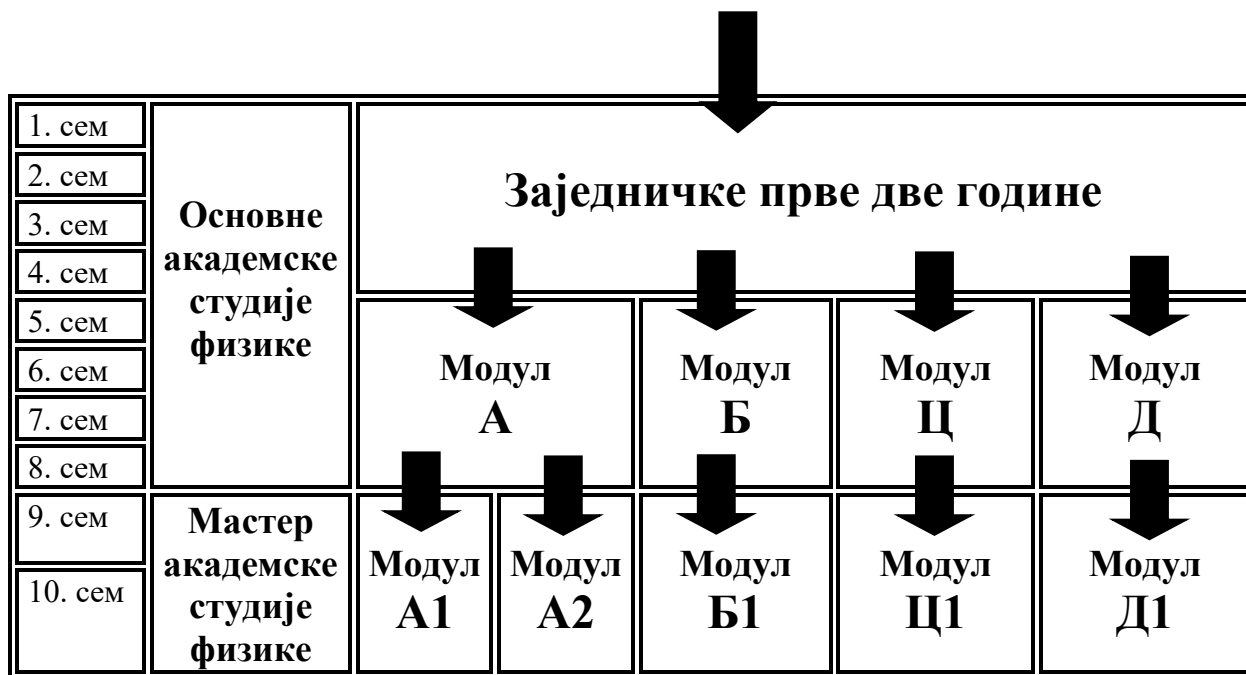 1. сем
2. сем
3. сем
4. сем
5. сем
6. сем
7. сем
8. сем
9. сем
10. сем
Основне
академске
студије
физике
Мастер
академске
студије
физике
Заједничке прве две године
Модул
А
Модул
Б
Модул
Ц
Модул
Д
Модул
А1
Модул
А2
Модул
Б1
Модул
Ц1
Модул
Д1